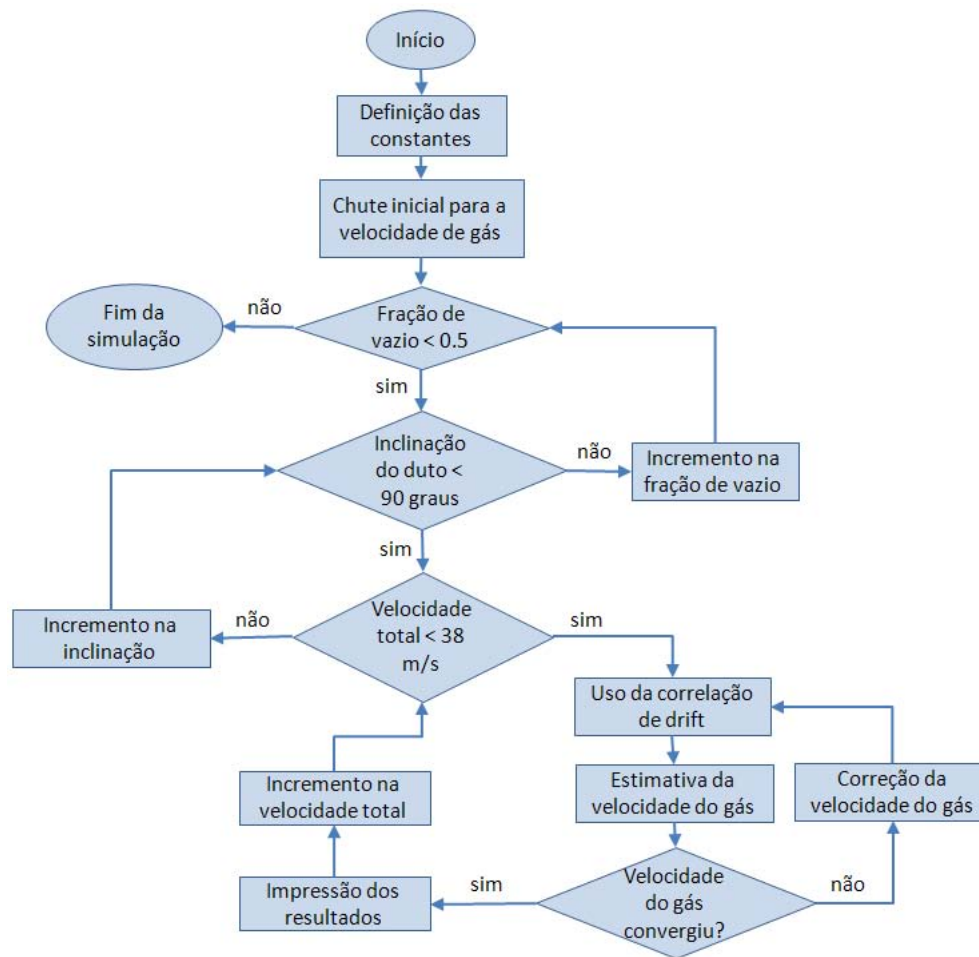 Início
Definição das
constantes
Chute inicial para a
velocidade de gás
Fração de
vazio < 0.5
não
Fim da
simulação
sim
Inclinação
do duto <
90 graus
não
Incremento na
fração de vazio
sim
Velocidade
total < 38
m/s
não
Incremento na
inclinação
sim
Uso da correlação
de drift
Estimativa da
velocidade do gás
Correção da
velocidade do gás
Incremento na
velocidade total
Velocidade
do gás
convergiu?
não
sim
Impressão dos
resultados